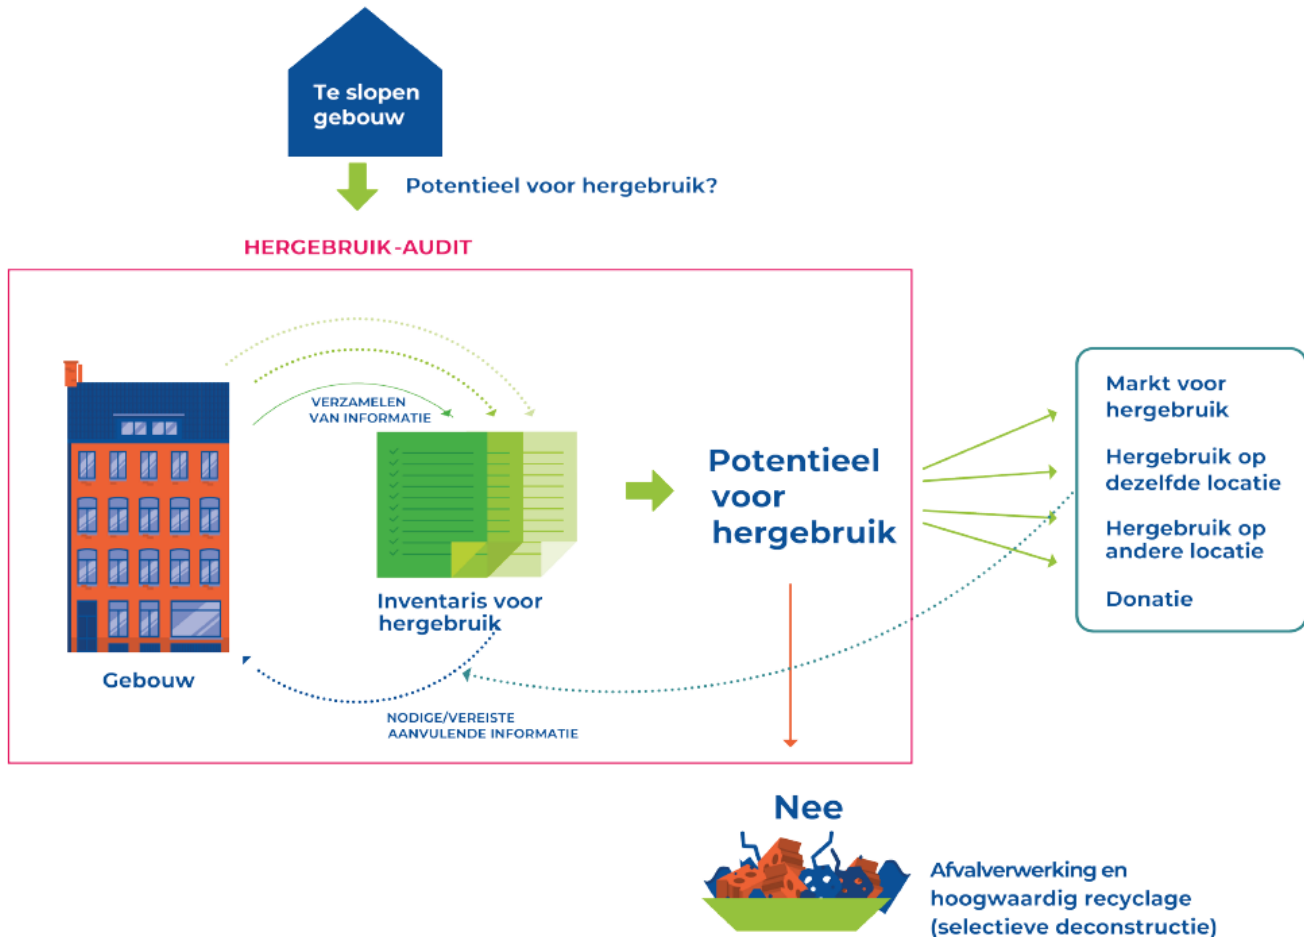 Te slopen
gebouw
Potentieel voor hergebruik?
HERGEBRUIK-AUDIT
VERZAMELEN
VAN INFORMATIE
Potentieel
voor
hergebruik
Markt voor
hergebruik
Hergebruik op
dezelfde locatie
Hergebruik op
andere locatie
Donatie
Inventaris voor
hergebruik
Gebouw
NODIGE/VEREISTE
AANVULENDE INFORMATIE
Nee
Afvalverwerking en
hoogwaardig recyclage
(selectieve deconstructie)